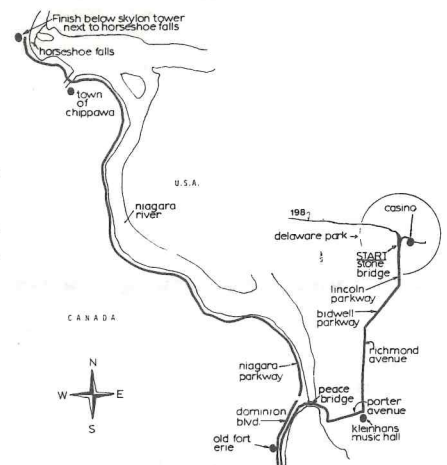 Finish below skylon tower
next to horseshoe falls
horseshoe falls
town
of
chippawa
U.S.A.
niagara
river
198
casino
delaware park
START
stone
bridge
lincoln
parkway
bidwell
parkway
CANADA
richmond
avenue
N
W
E
S
niagara
parkway
peace
bridge
porter
avenue
dominion
blvd.
kleinhans
music hall
old fort
erie